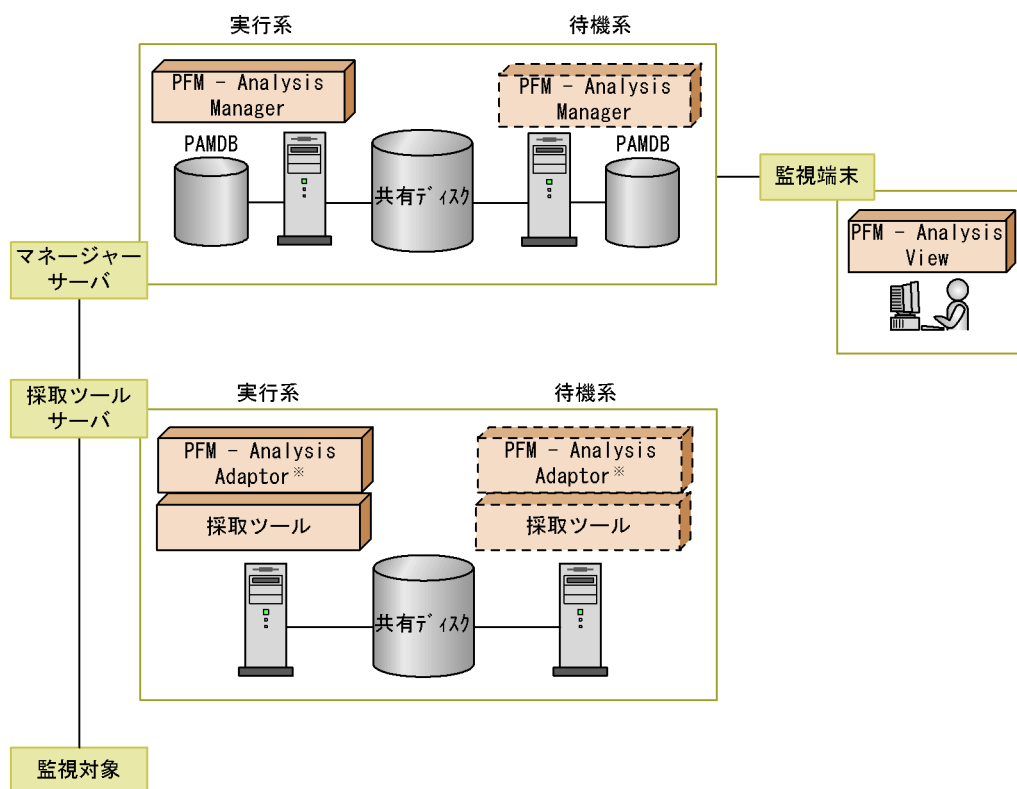 実行系
待機系
PFM - Analysis
Manager
PFM - Analysis
Manager
PAMDB
PAMDB
共有ディスク
監視端末
PFM - Analysis
View
マネージャー
サーバ
採取ツール
サーバ
実行系
待機系
PFM - Analysis
Adaptor※
PFM - Analysis
Adaptor※
採取ツール
採取ツール
共有ディスク
監視対象